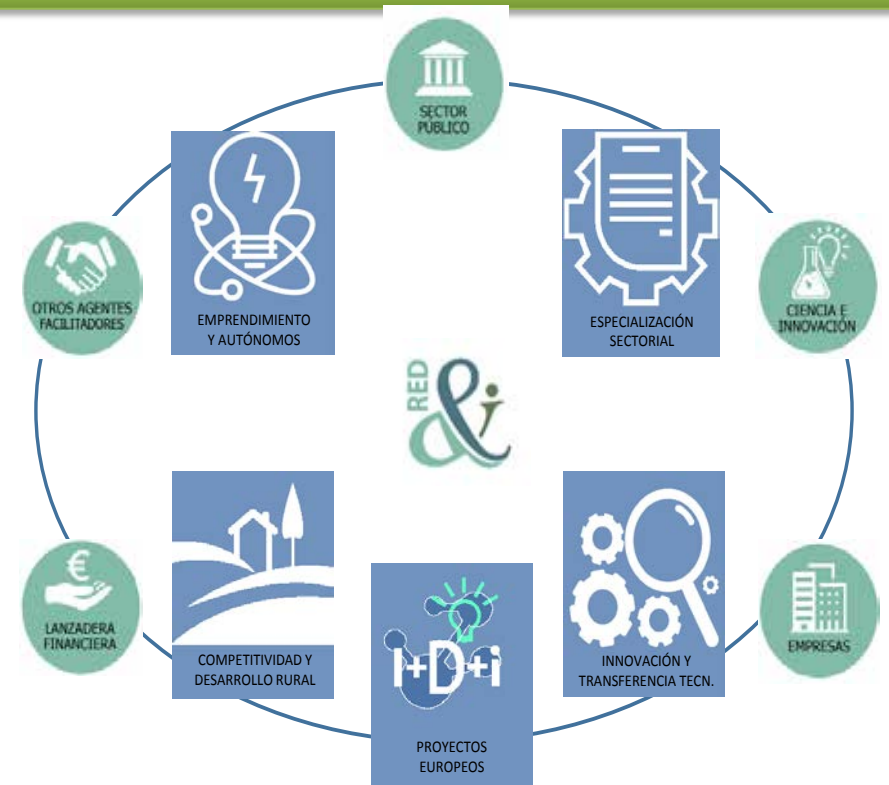 SECTOR
PÚBLICO
EMPRENDIMIENTO
Y AUTÓNOMOS
ESPECIALIZACIÓN
SECTORIAL
OTROS AGENTES
FACILITADORES
CIENCIA E
INNOVACIÓN
RED
&i
€
LANZADERA
FINANCIERA
COMPETITIVIDAD Y
DESARROLLO RURAL
I+D+i
PROYECTOS
EUROPEOS
INNOVACIÓN Y
TRANSFERENCIA TECN.
EMPRESAS